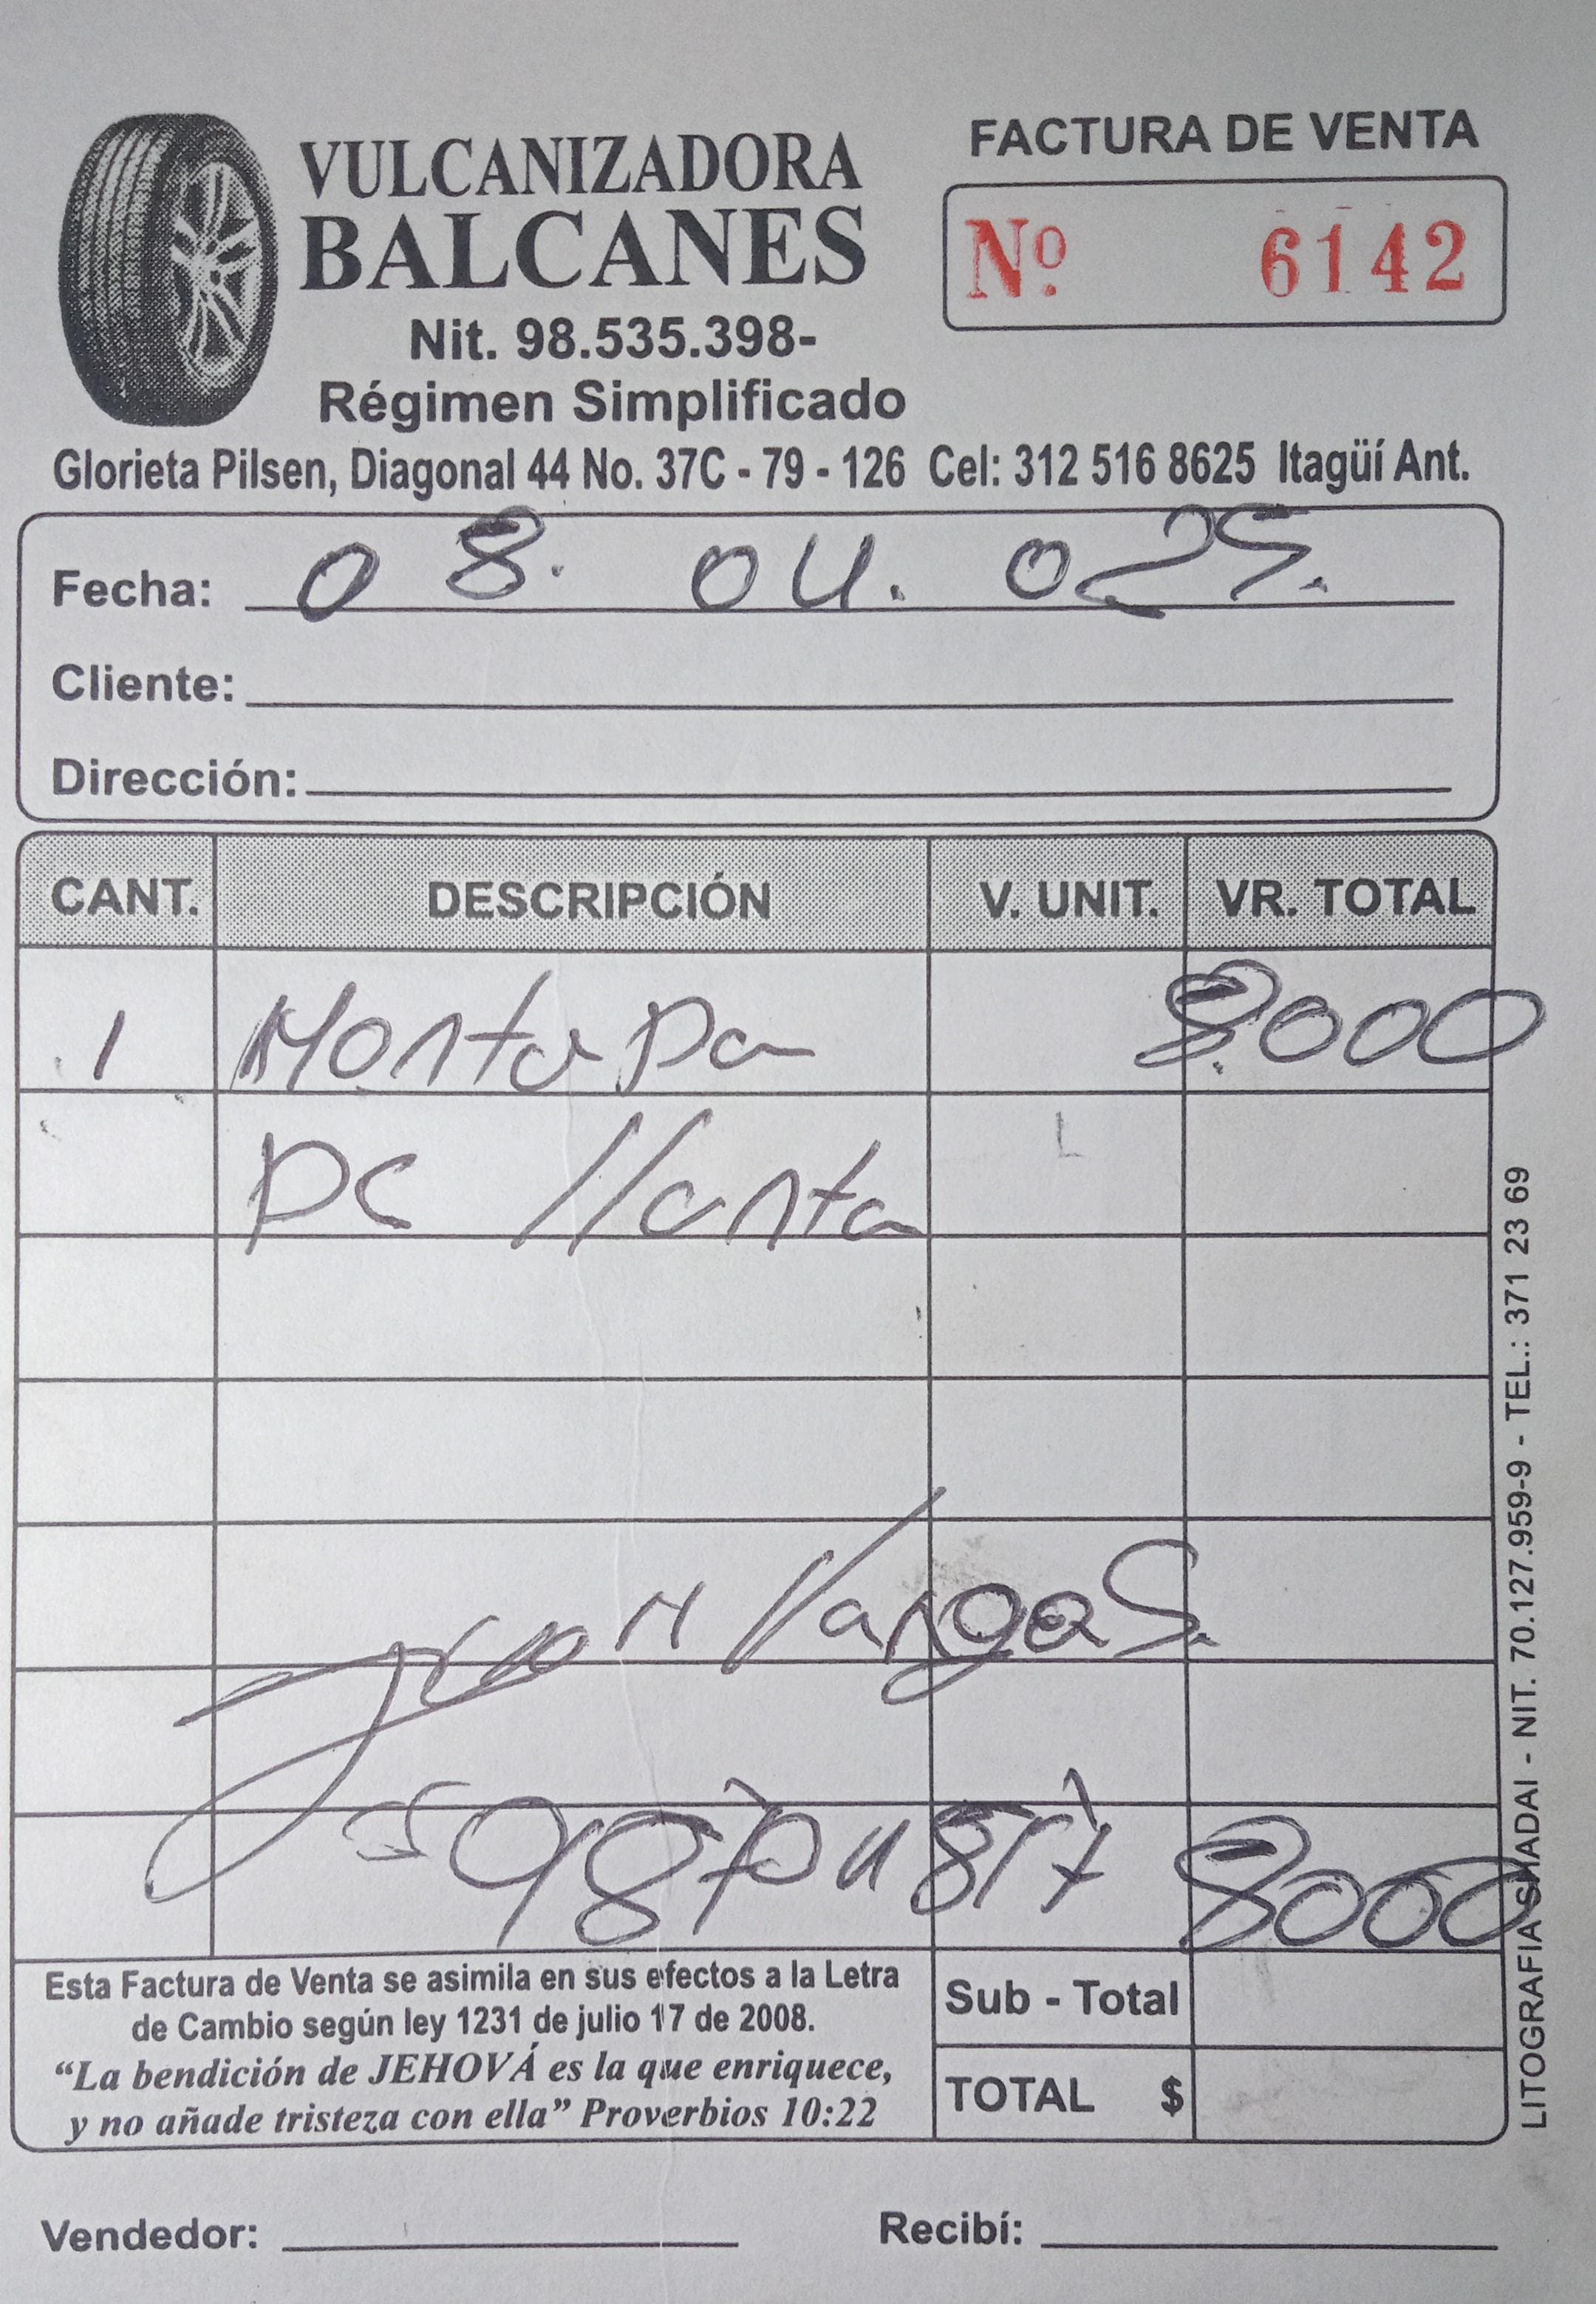 VULCANIZADORA
BALCANES
Nit. 98.535.398-
Régimen Simplificado
FACTURA DE VENTA
Nº. 6142
Glorieta Pilsen, Diagonal 44 No. 37C - 79 - 126 Cel: 312 516 8625 Itagüí Ant.
Fecha: 08. 04. 025.
Cliente:
Dirección:
CANT. DESCRIPCIÓN V. UNIT. VR. TOTAL
1 Montada 8.000
de llanta
Juan Vargas.
8000
Esta Factura de Venta se asimila en sus efectos a la Letra
de Cambio según ley 1231 de julio 17 de 2008.
“La bendición de JEHOVÁ es la que enriquece,
y no añade tristeza con ella” Proverbios 10:22
Sub - Total
TOTAL $
Vendedor: Recibí:
LITOGRAFIA SHADAI - NIT. 70.127.959-9 - TEL.: 371 23 69